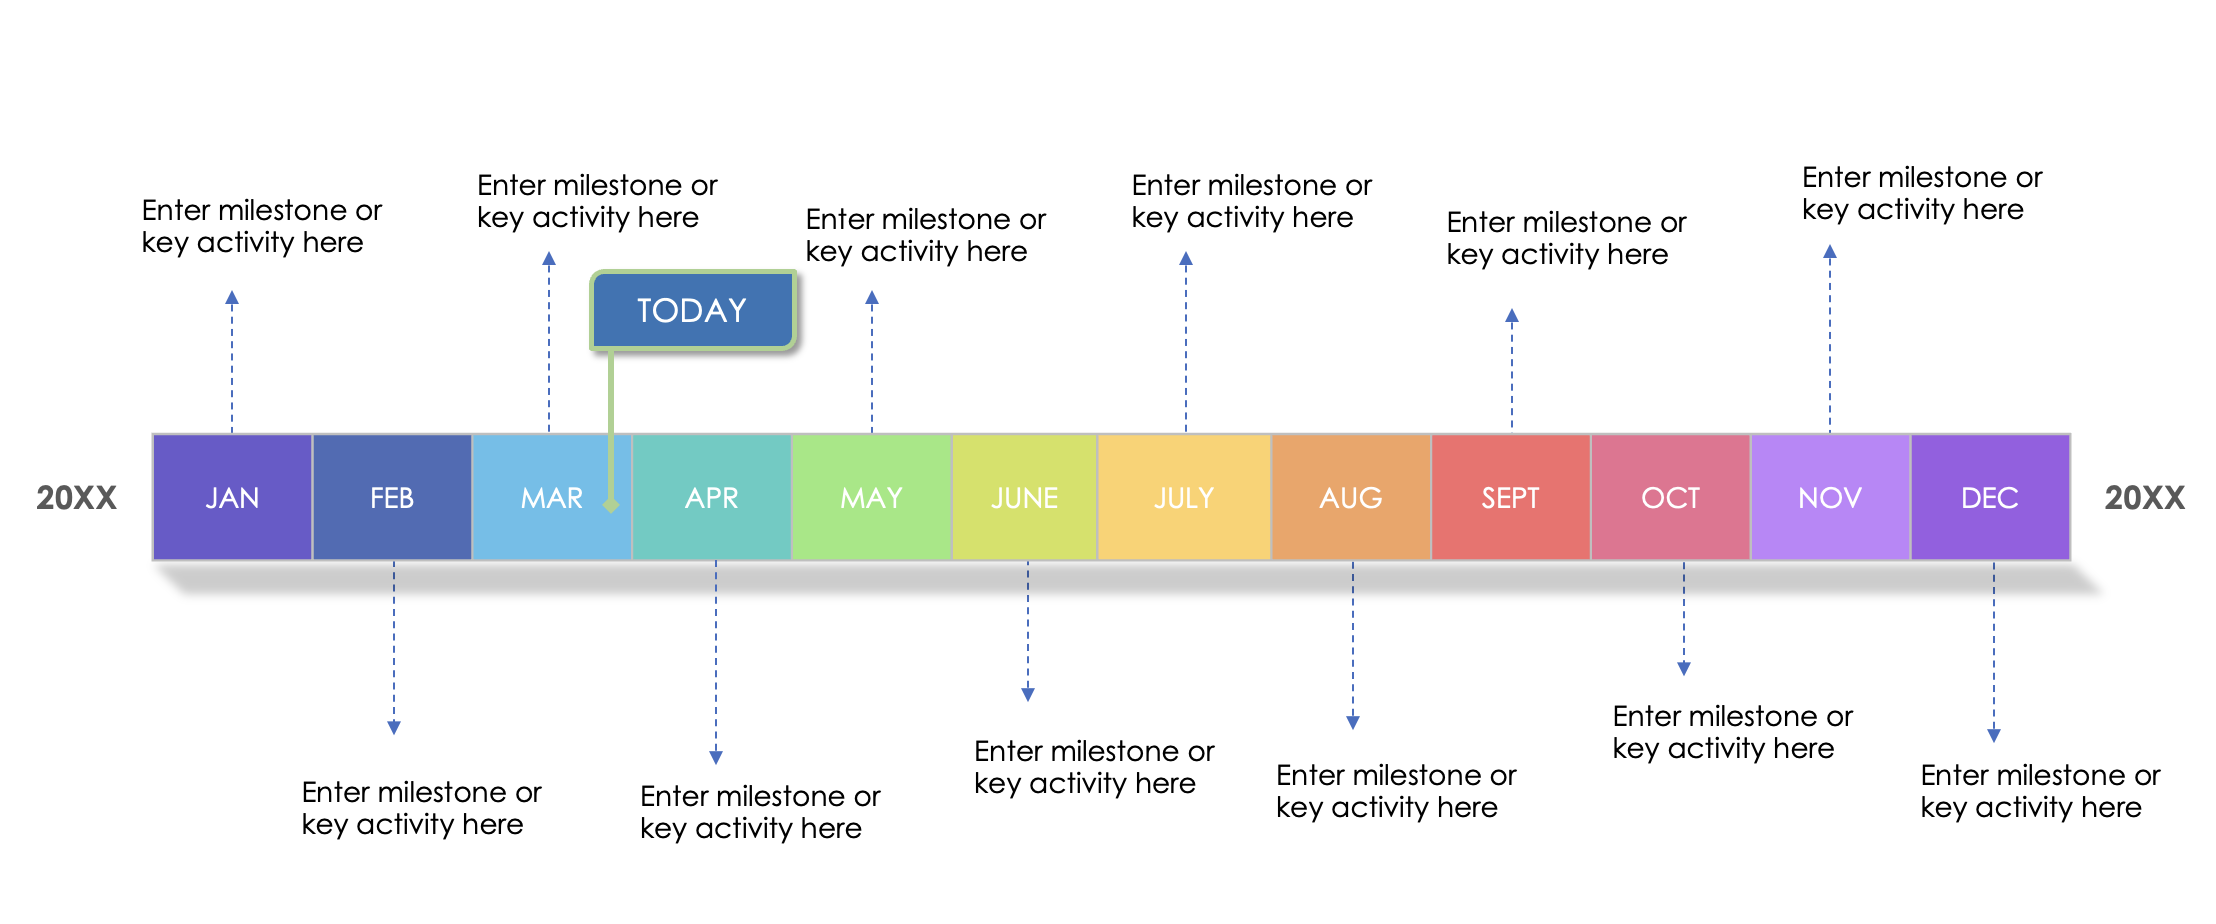 Enter milestone or
key activity here
Enter milestone or
key activity here
Enter milestone or
key activity here
Enter milestone or
key activity here
Enter milestone or
key activity here
Enter milestone or
key activity here
TODAY
20XX JAN FEB MAR APR MAY JUNE JULY AUG SEPT OCT NOV DEC 20XX
Enter milestone or
key activity here
Enter milestone or
key activity here
Enter milestone or
key activity here
Enter milestone or
key activity here
Enter milestone or
key activity here
Enter milestone or
key activity here